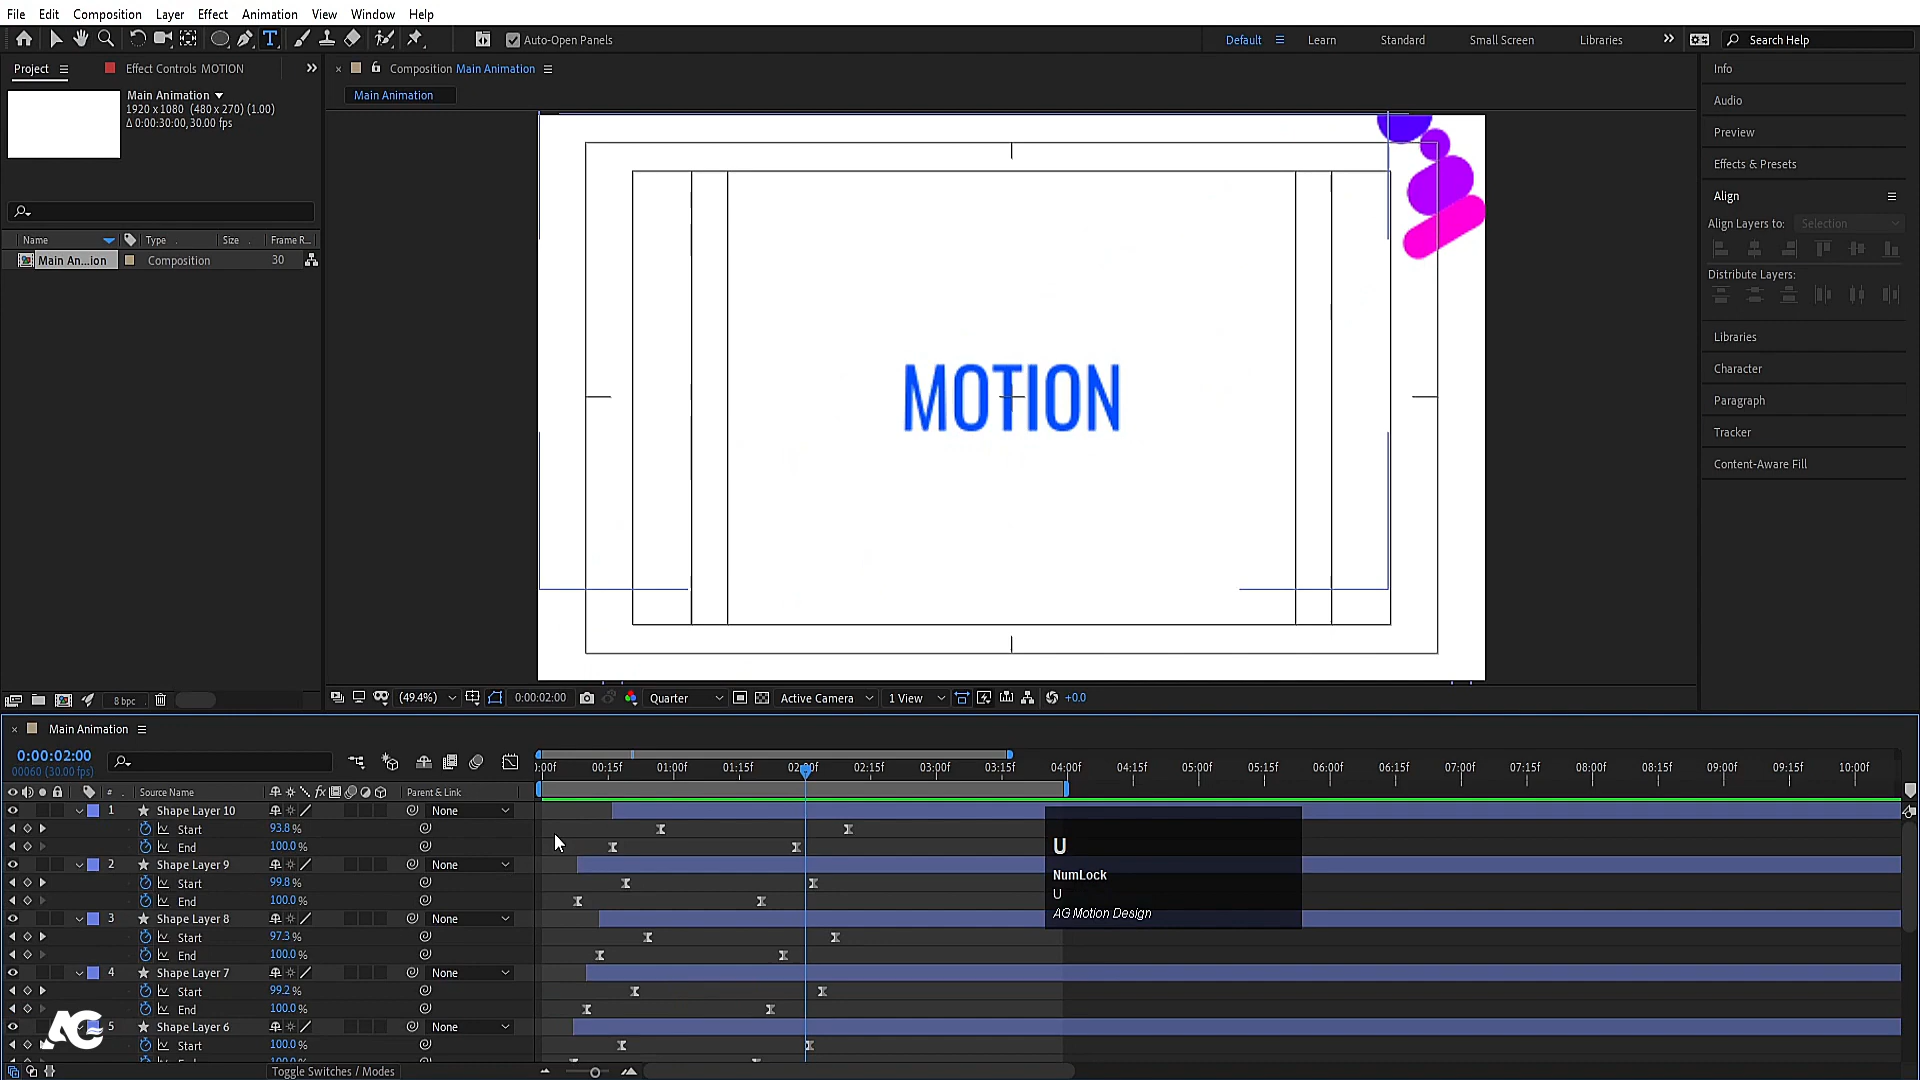 File Edit Composition Layer Effect Animation View Window Help
Auto-Open Panels
Default Learn Standard Small Screen Libraries Search Help
Project Effect Controls MOTION
Composition Main Animation
Main Animation
Main Animation
1920 x 1080 (480 x 270) (1.00)
Δ 0:00:30:00, 30.00 fps
Name Type Size Frame R...
Main An...ion Composition 30
MOTION
Info
Audio
Preview
Effects & Presets
Align
Align Layers to: Selection
Distribute Layers:
Libraries
Character
Paragraph
Tracker
Content-Aware Fill
8 bpc
(49.4%) 0:00:02:00 Quarter Active Camera 1 View +0.0
Main Animation
0:00:02:00
00060 (30.00 fps)
):00f 00:15f 01:00f 01:15f 02:00f 02:15f 03:00f 03:15f 04:00f 04:15f 05:00f 05:15f 06:00f 06:15f 07:00f 07:15f 08:00f 08:15f 09:00f 09:15f 10:00f
# Source Name fx Parent & Link
1 Shape Layer 10 None
Start 93.8 %
End 100.0 %
2 Shape Layer 9 None
Start 99.8 %
End 100.0 %
3 Shape Layer 8 None
Start 97.3 %
End 100.0 %
4 Shape Layer 7 None
Start 99.2 %
End 100.0 %
5 Shape Layer 6 None
Start 100.0 %
U
NumLock
U
AG Motion Design
AG
Toggle Switches / Modes